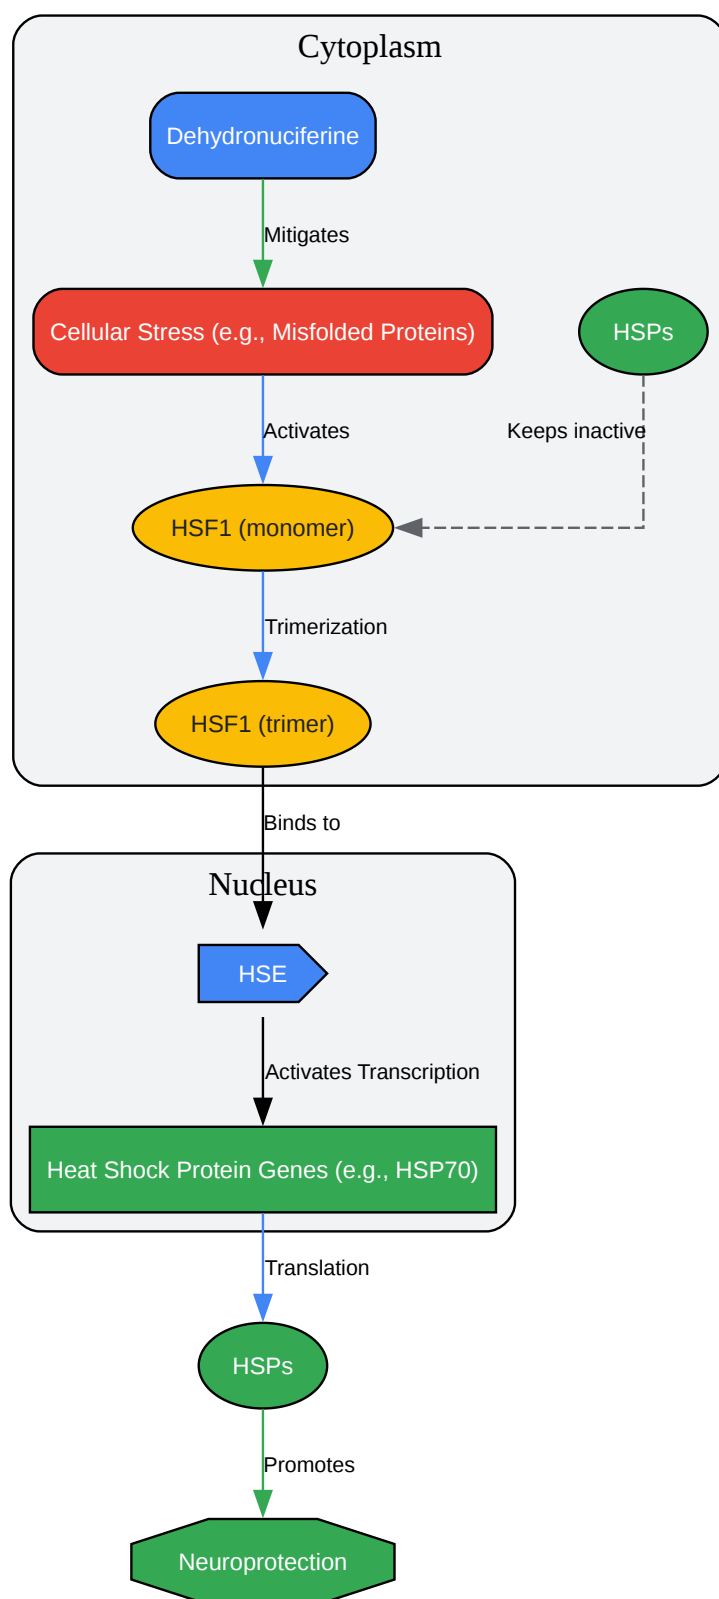 Cytoplasm
Dehydronuciferine
Mitigates
Cellular Stress (e.g., Misfolded Proteins)
HSPs
Activates
Keeps inactive
HSF1 (monomer)
Trimerization
HSF1 (trimer)
Binds to
Nucleus
HSE
Activates Transcription
Heat Shock Protein Genes (e.g., HSP70)
Translation
HSPs
Promotes
Neuroprotection